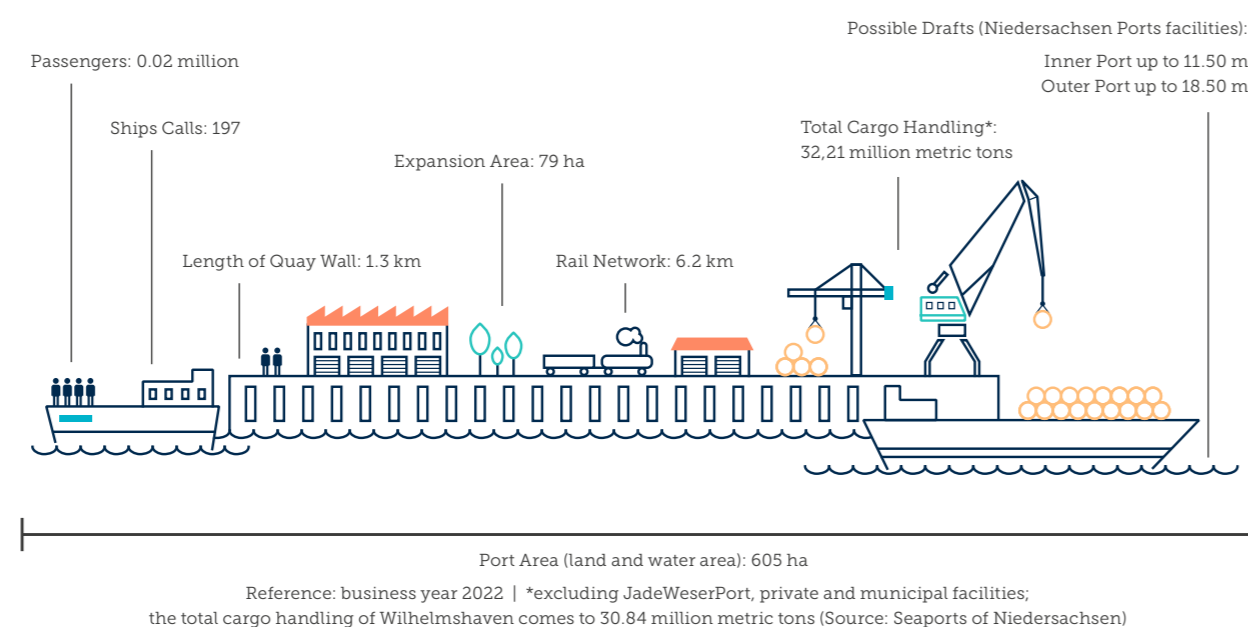 Possible Drafts (Niedersachsen Ports facilities):
Inner Port up to 11.50 m
Outer Port up to 18.50 m
Passengers: 0.02 million
Ships Calls: 197
Total Cargo Handling*:
32,21 million metric tons
Expansion Area: 79 ha
Length of Quay Wall: 1.3 km
Rail Network: 6.2 km
Port Area (land and water area): 605 ha
Reference: business year 2022 | *excluding JadeWeserPort, private and municipal facilities;
the total cargo handling of Wilhelmshaven comes to 30.84 million metric tons (Source: Seaports of Niedersachsen)